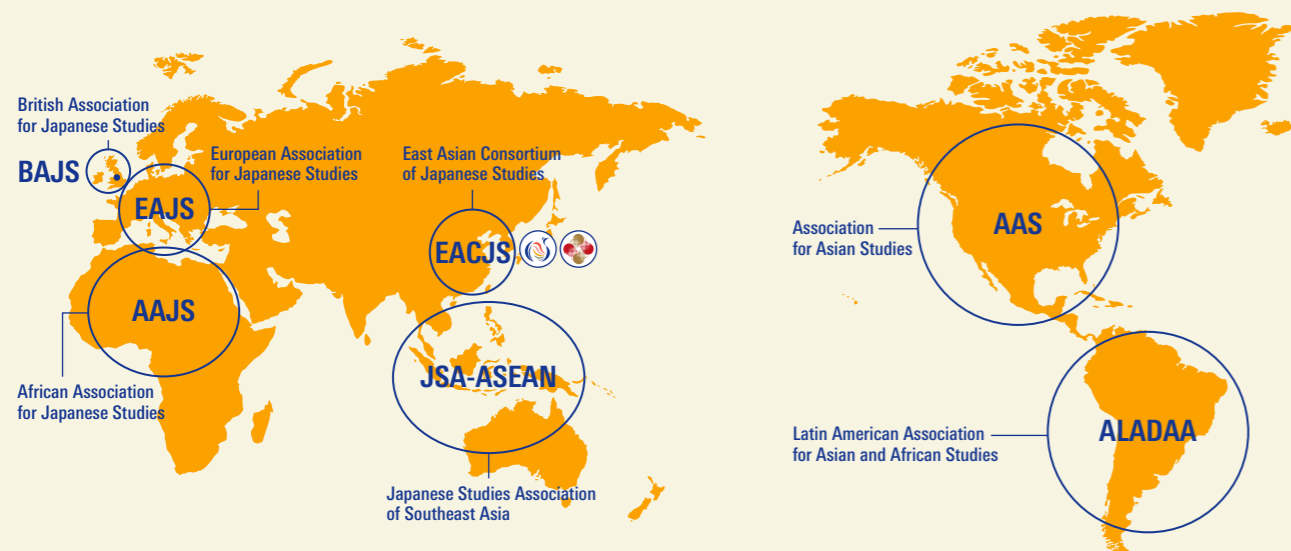 British Association
for Japanese Studies
BAJS
European Association
for Japanese Studies
EAJS
East Asian Consortium
of Japanese Studies
EACJS
AAJS
African Association
for Japanese Studies
JSA-ASEAN
Japanese Studies Association
of Southeast Asia
Association
for Asian Studies
AAS
Latin American Association
for Asian and African Studies
ALADAA